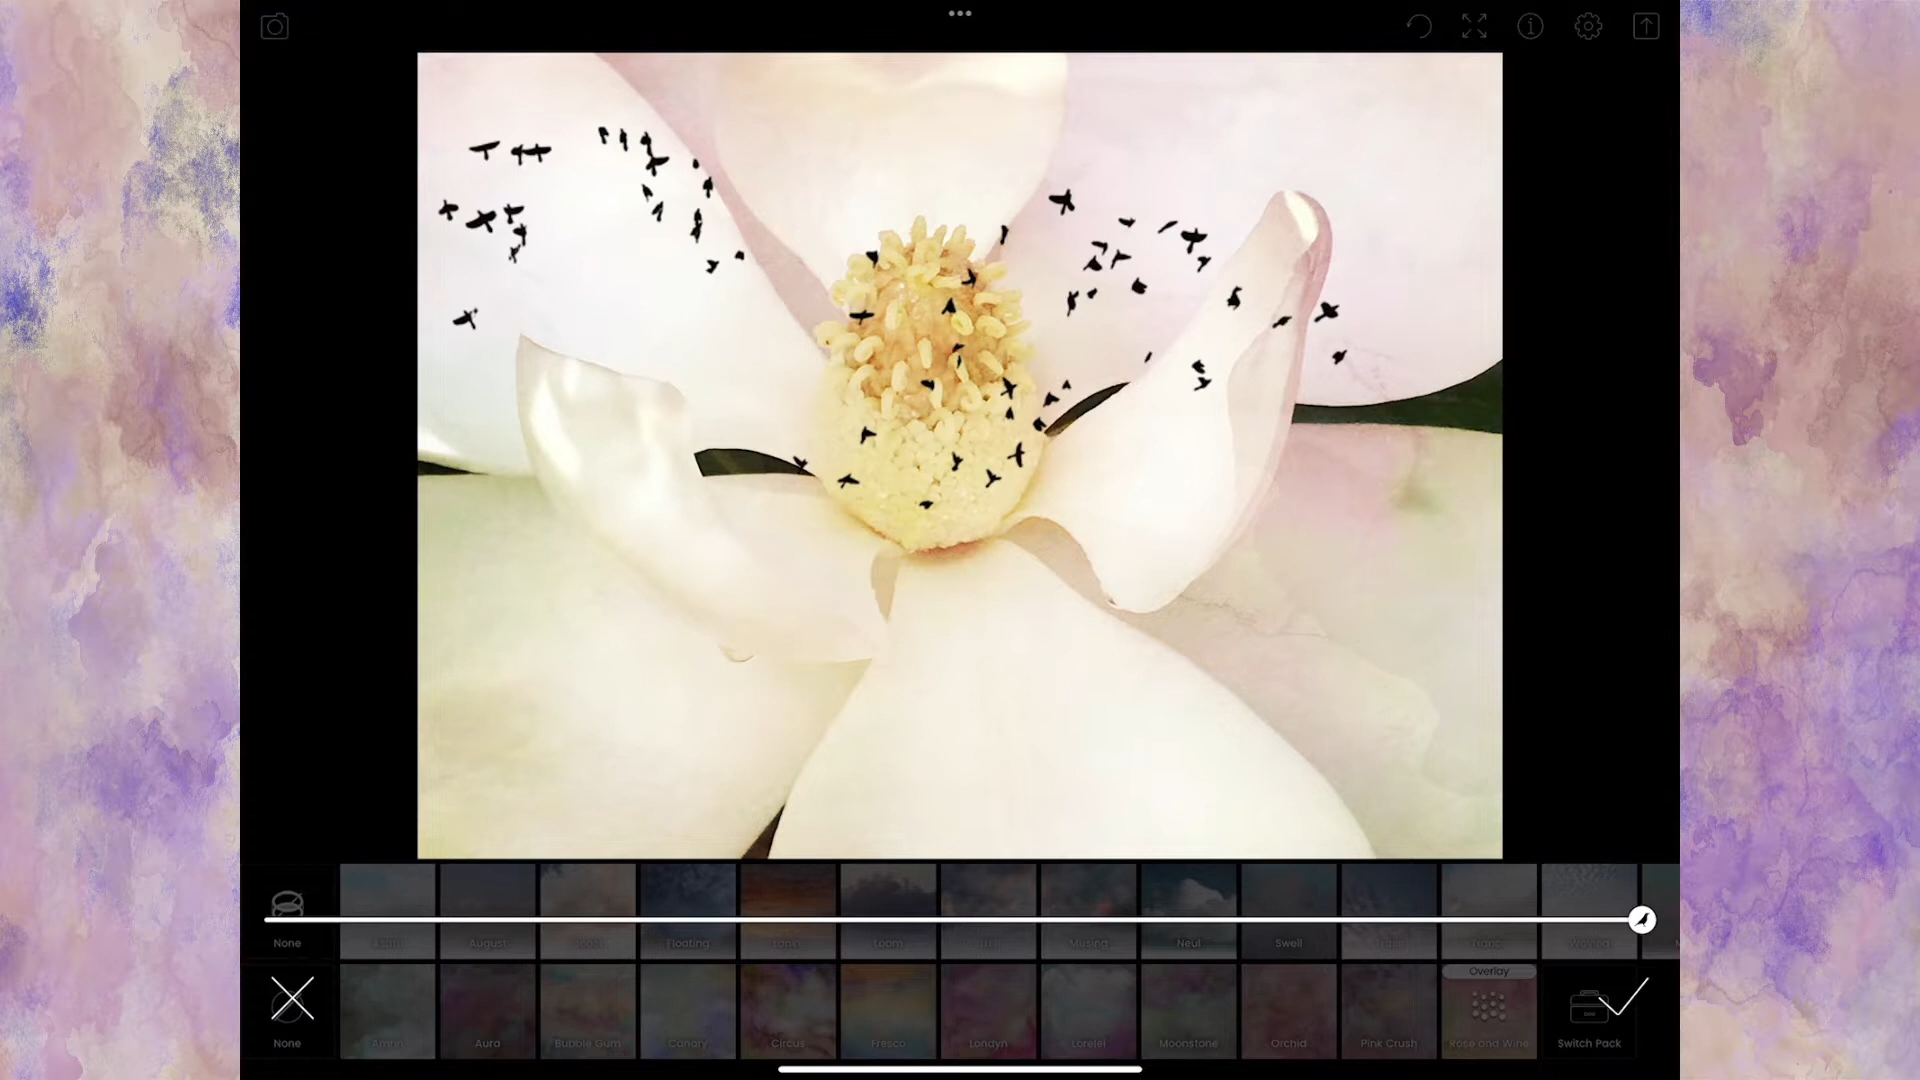 None
August
Floating
Loom
Musing
Neul
Swell
Overlay
None
Amrin
Aura
Bubble Gum
Canary
Circus
Fresco
Londyn
Lorelei
Moonstone
Orchid
Pink Crush
Rose and Wine
Switch Pack